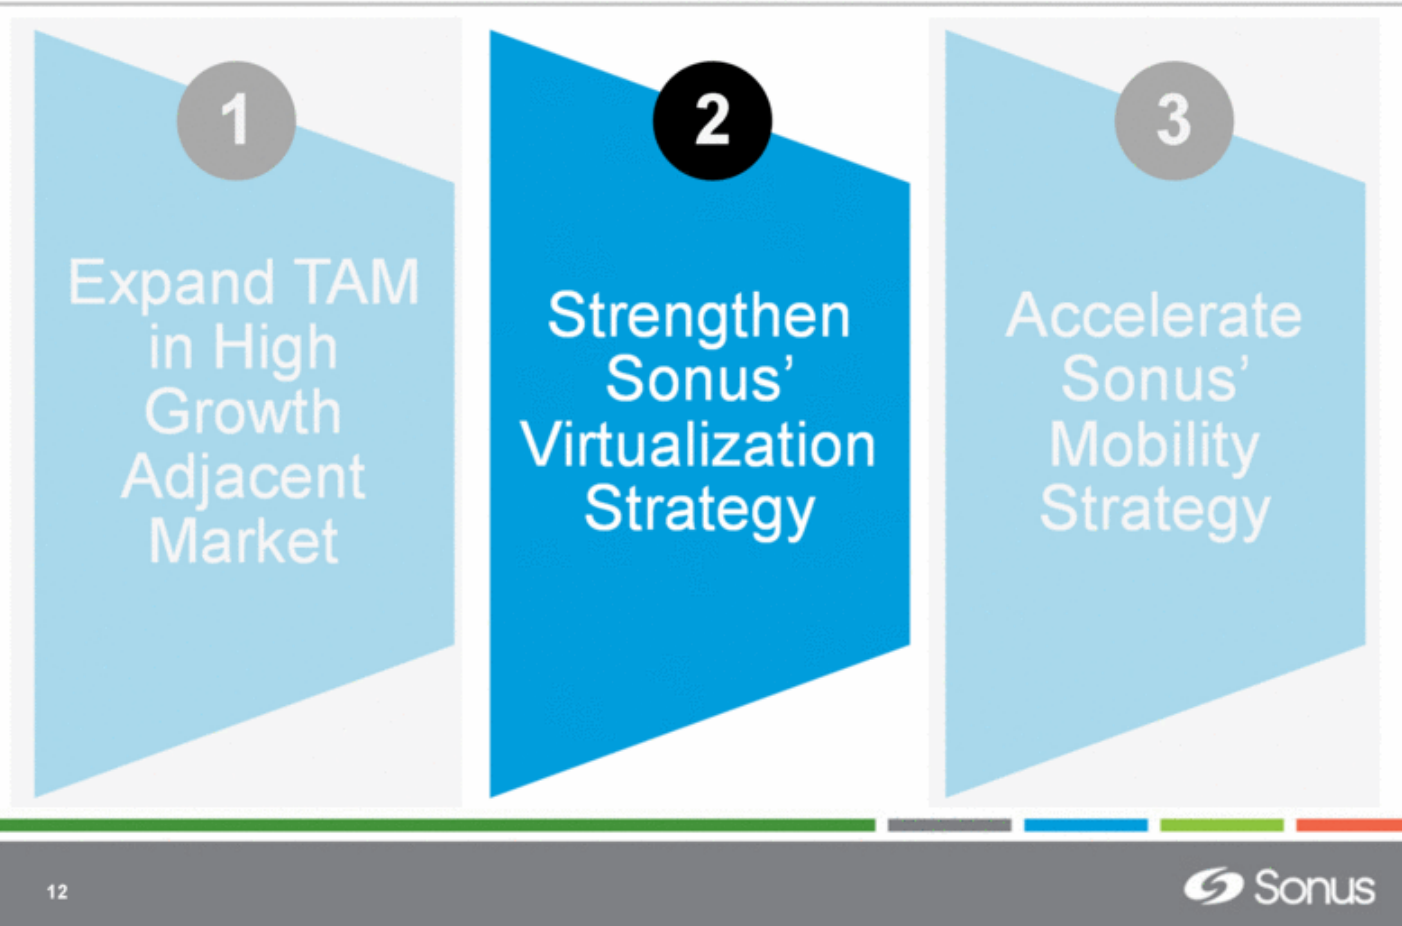 1
Expand TAM
in High
Growth
Adjacent
Market
2
Strengthen
Sonus’
Virtualization
Strategy
3
Accelerate
Sonus’
Mobility
Strategy
12
Sonus